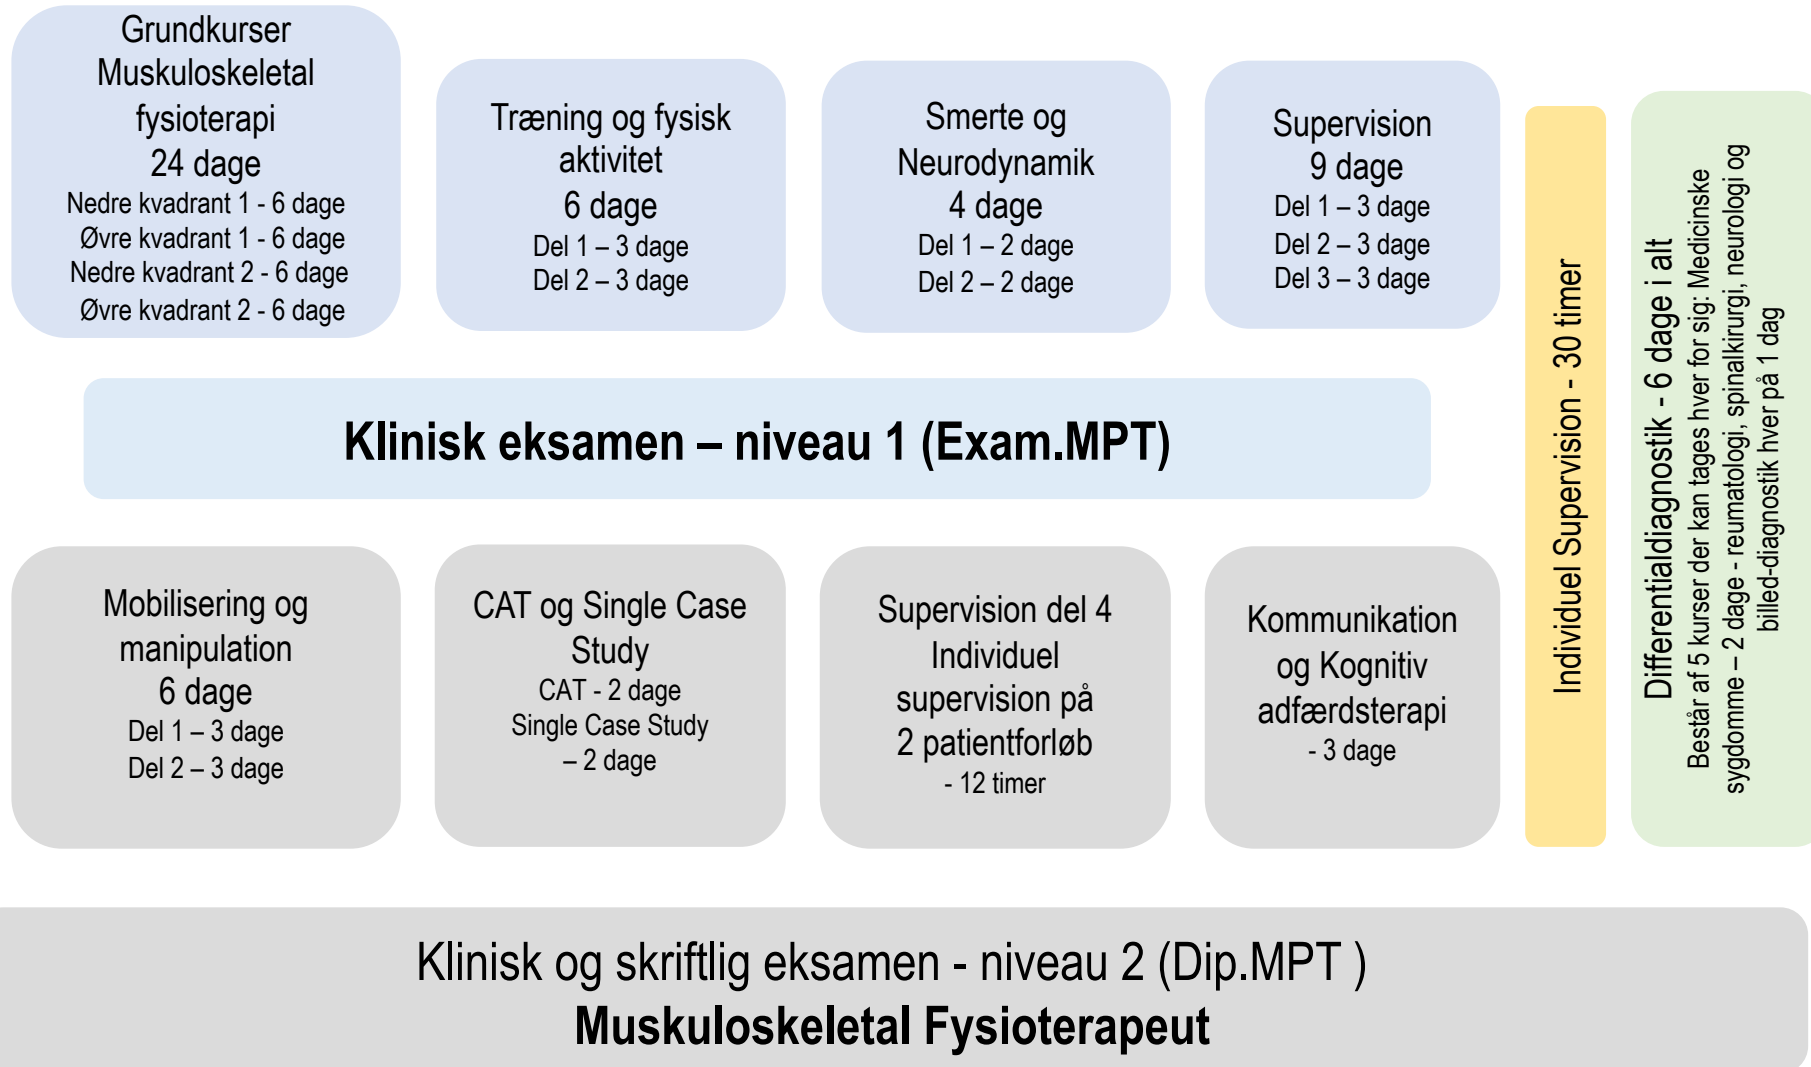 Grundkurser
Muskuloskeletal
fysioterapi
24 dage
Nedre kvadrant 1 - 6 dage
Øvre kvadrant 1 - 6 dage
Nedre kvadrant 2 - 6 dage
Øvre kvadrant 2 - 6 dage
Træning og fysisk
aktivitet
6 dage
Del 1 – 3 dage
Del 2 – 3 dage
Smerte og
Neurodynamik
4 dage
Del 1 – 2 dage
Del 2 – 2 dage
Supervision
9 dage
Del 1 – 3 dage
Del 2 – 3 dage
Del 3 – 3 dage
Klinisk eksamen – niveau 1 (Exam.MPT)
Mobilisering og
manipulation
6 dage
Del 1 – 3 dage
Del 2 – 3 dage
CAT og Single Case
Study
CAT - 2 dage
Single Case Study
– 2 dage
Supervision del 4
Individuel
supervision på
2 patientforløb
- 12 timer
Kommunikation
og Kognitiv
adfærdsterapi
- 3 dage
Individuel Supervision - 30 timer
Differentialdiagnostik - 6 dage i alt
Består af 5 kurser der kan tages hver for sig: Medicinske
sygdomme – 2 dage - reumatologi, spinalkirurgi, neurologi og
billed-diagnostik hver på 1 dag
Klinisk og skriftlig eksamen - niveau 2 (Dip.MPT )
Muskuloskeletal Fysioterapeut